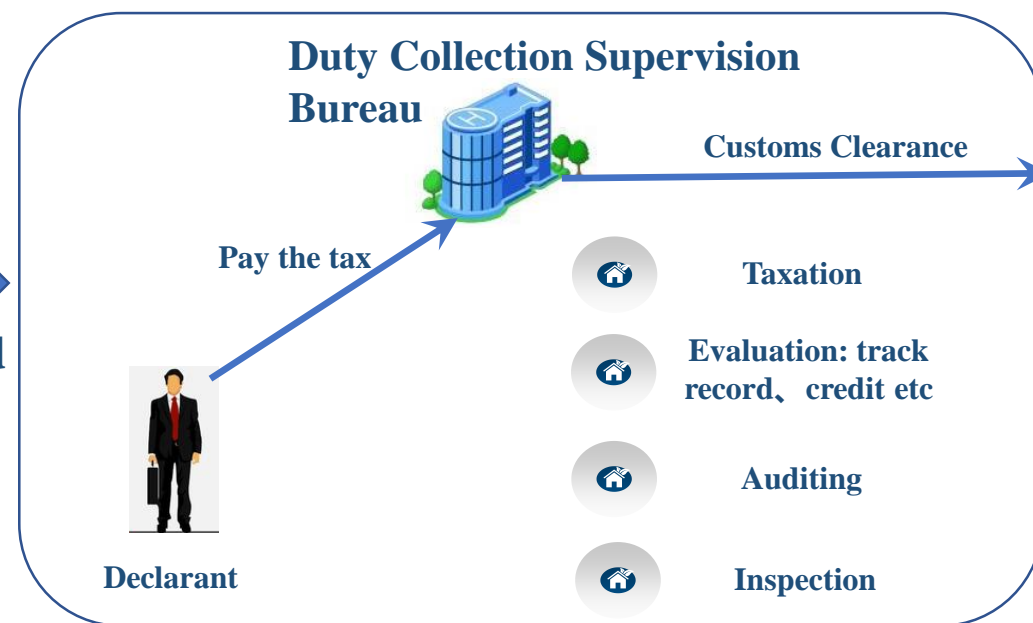 Duty Collection Supervision
Bureau
Customs Clearance
Pay the tax
Taxation
Evaluation: track
record、credit etc
Auditing
Declarant
Inspection